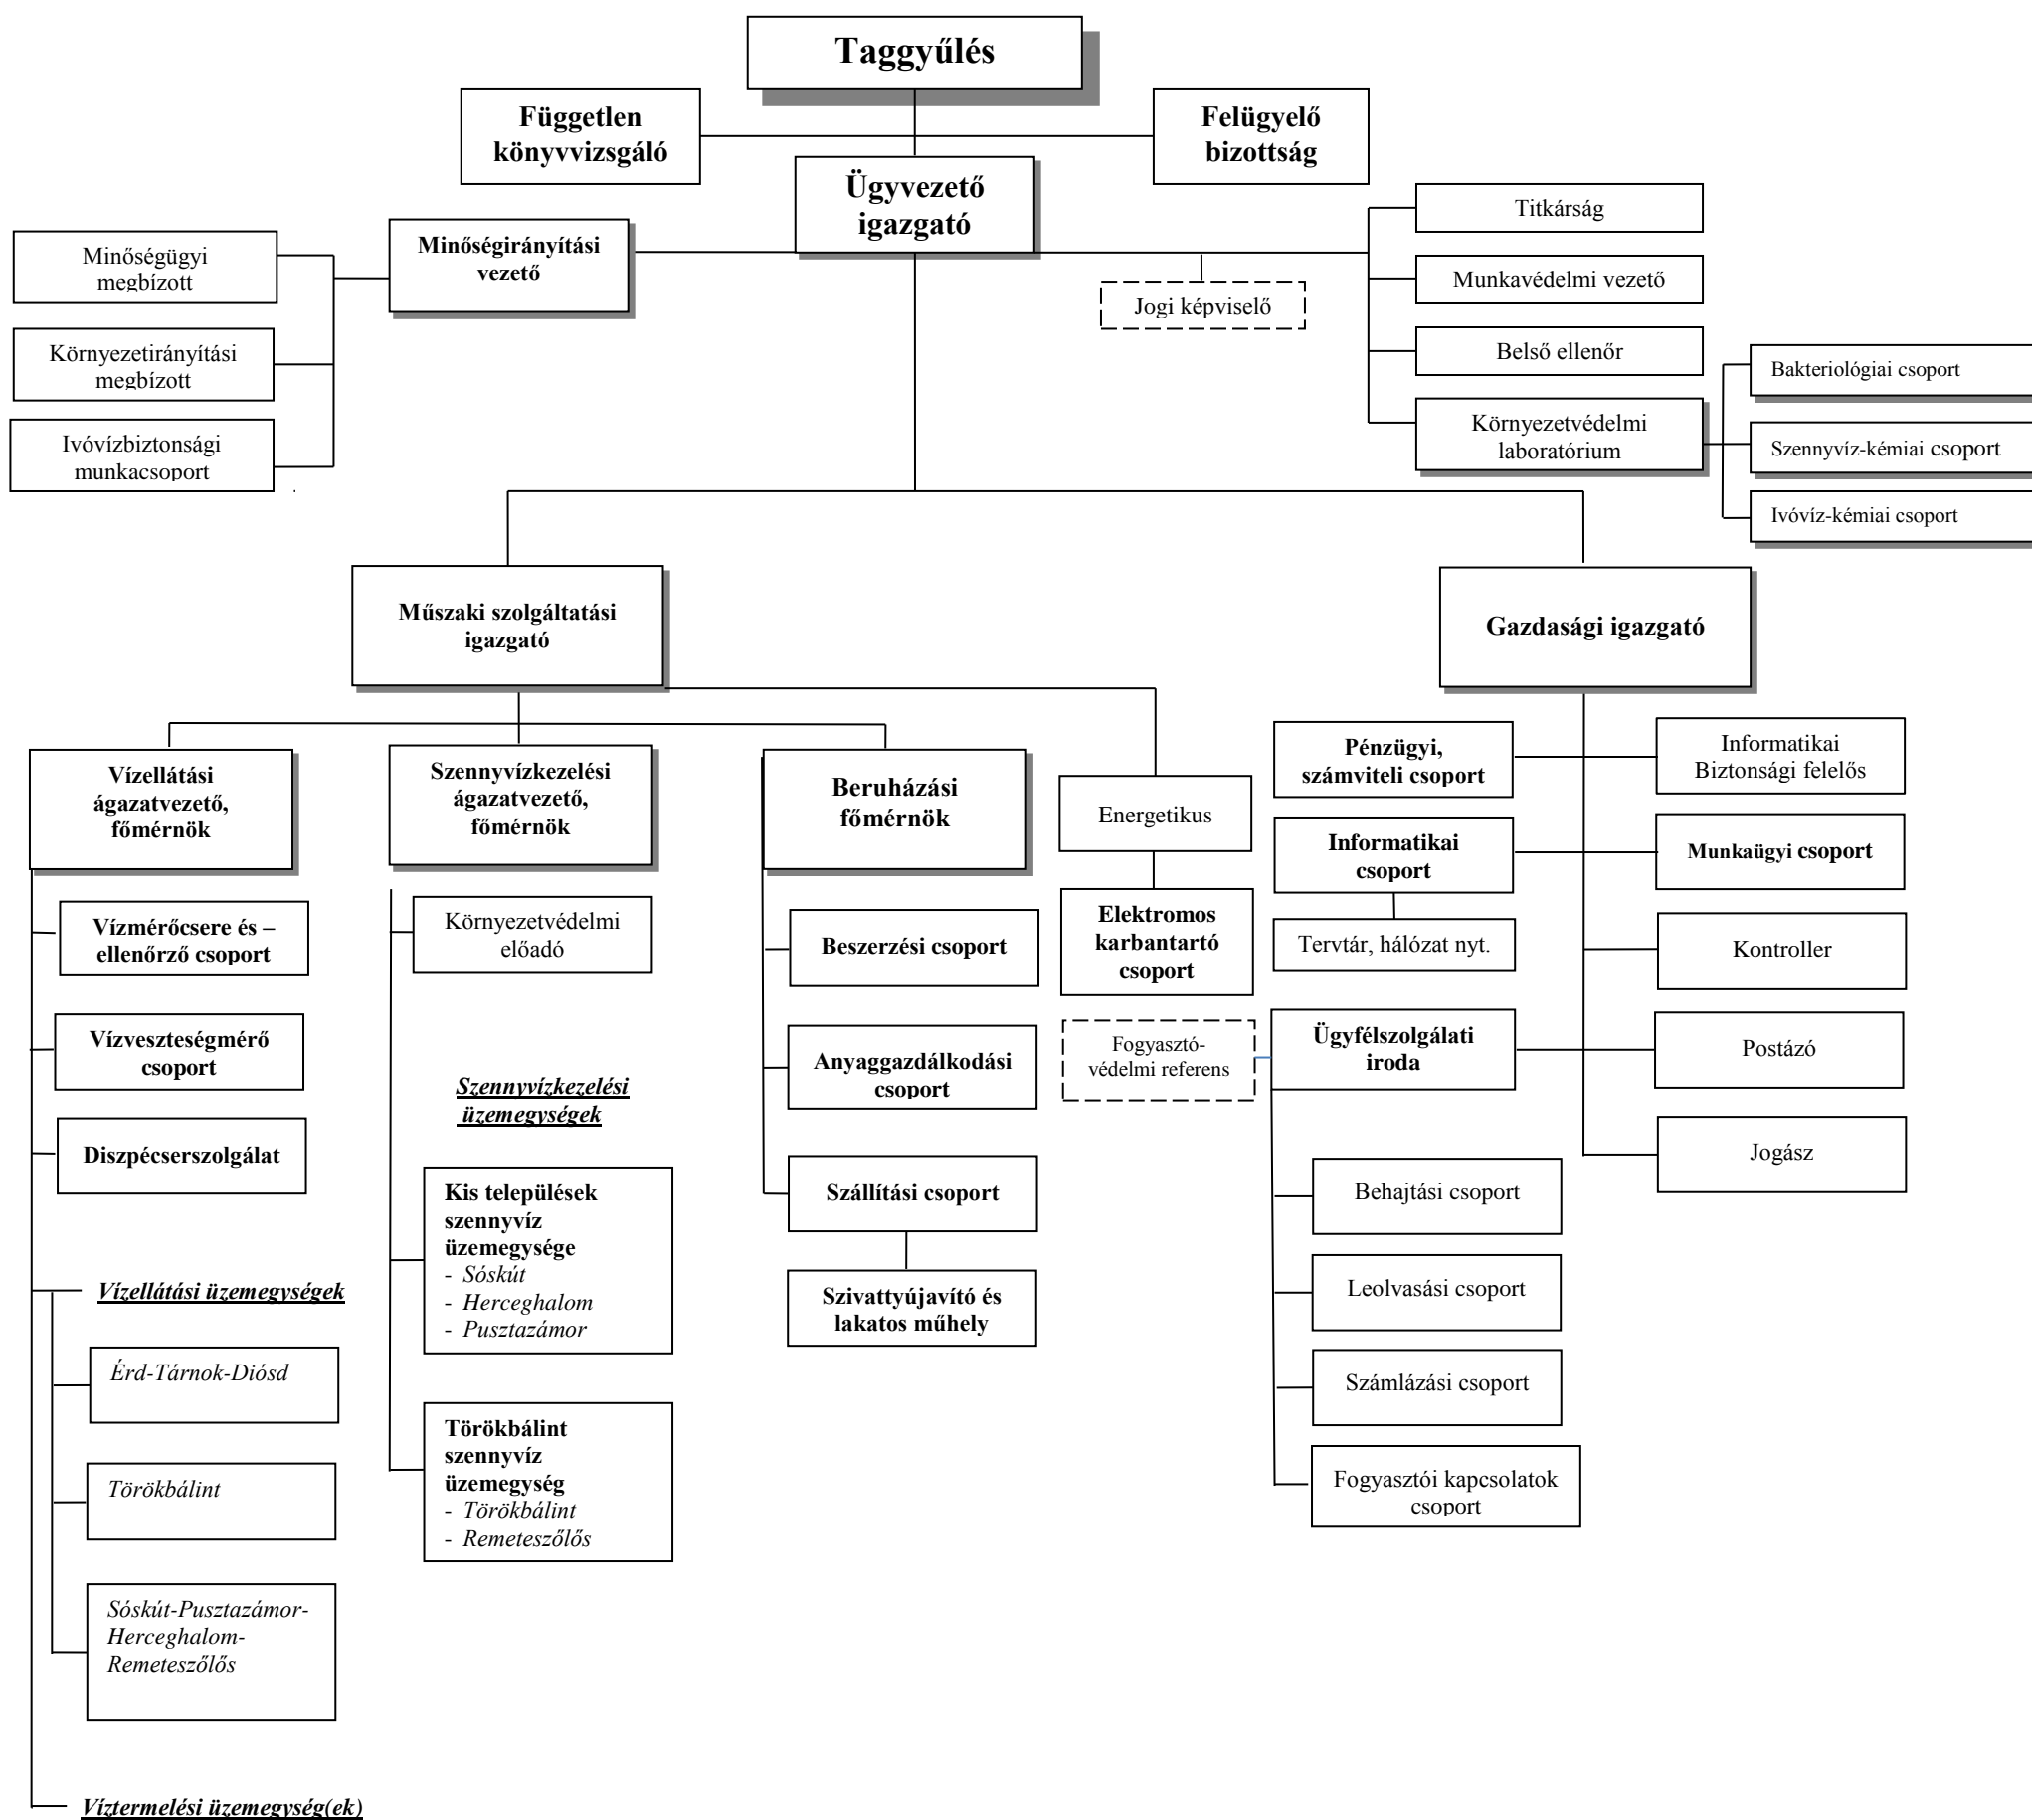 Taggyűlés
Független
könyvvizsgáló
Felügyelő
bizottság
Ügyvezető
igazgató
Minőségirányítási
vezető
Minőségügyi
megbízott
Környezetirányítási
megbízott
Ivóvízbiztonsági
munkacsoport
Jogi képviselő
Titkárság
Munkavédelmi vezető
Belső ellenőr
Környezetvédelmi
laboratórium
Bakteriológiai csoport
Szennyvíz-kémiai csoport
Ivóvíz-kémiai csoport
Műszaki szolgáltatási
igazgató
Gazdasági igazgató
Vízellátási
ágazatvezető,
főmérnök
Vízmérőcsere és –
ellenőrző csoport
Vízveszteségmérő
csoport
Diszpécserszolgálat
Vízellátási üzemegységek
Érd-Tárnok-Diósd
Törökbálint
Sóskút-Pusztazámor-
Herceghalom-
Remeteszőlős
Víztermelési üzemegység(ek)
Szennyvízkezelési
ágazatvezető,
főmérnök
Környezetvédelmi
előadó
Szennyvízkezelési
üzemegységek
Kis települések
szennyvíz
üzemegysége
- Sóskút
- Herceghalom
- Pusztazámor
Törökbálint
szennyvíz
üzemegység
- Törökbálint
- Remeteszőlős
Beruházási
főmérnök
Beszerzési csoport
Anyaggazdálkodási
csoport
Szállítási csoport
Szivattyújavító és
lakatos műhely
Energetikus
Elektromos
karbantartó
csoport
Fogyasztó-
védelmi referens
Pénzügyi,
számviteli csoport
Informatikai
csoport
Tervtár, hálózat nyt.
Ügyfélszolgálati
iroda
Behajtási csoport
Leolvasási csoport
Számlázási csoport
Fogyasztói kapcsolatok
csoport
Informatikai
Biztonsági felelős
Munkaügyi csoport
Kontroller
Postázó
Jogász